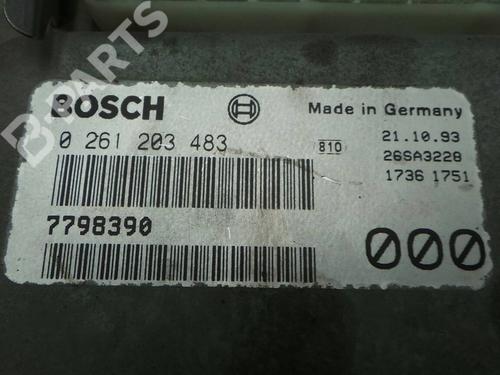 B PARTS
BOSCH
Made in Germany
0 261 203 483
810
21.10.93
26SA3228
1736 1751
7798390
000